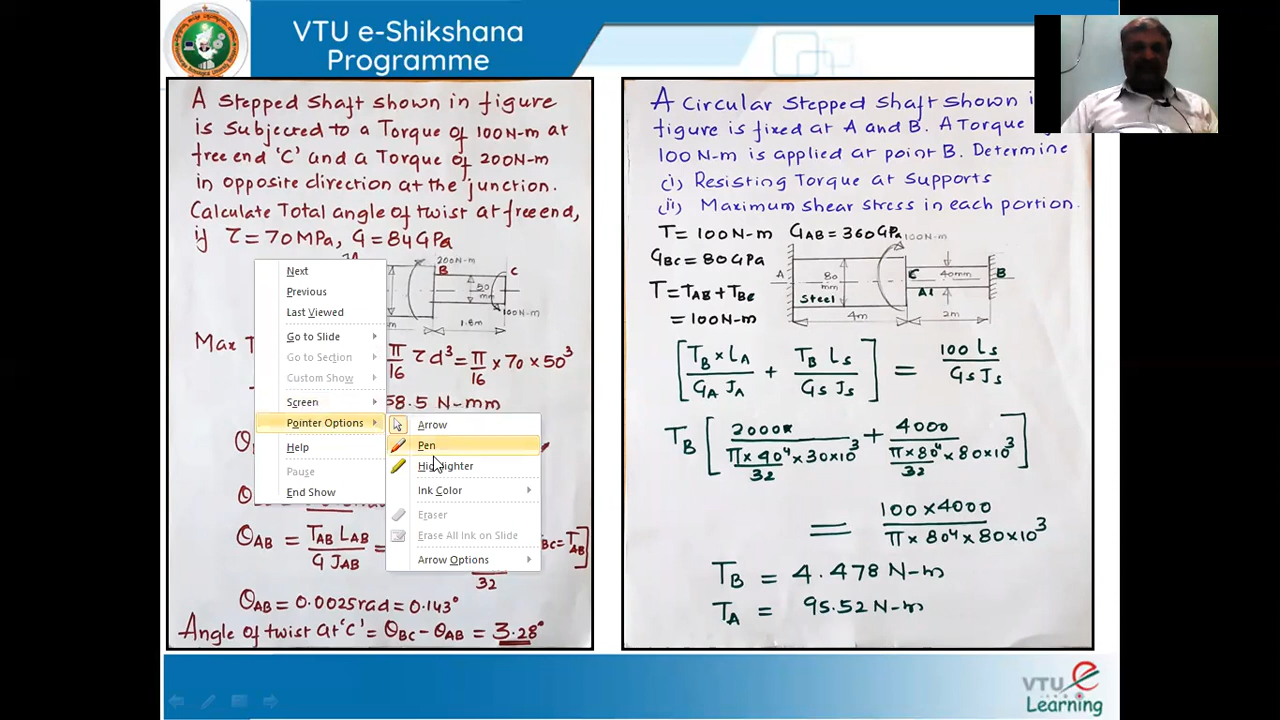 VTU e-Shikshana
Programme
A stepped shaft shown in figure
is subjected to a Torque of 100N-m at
free end 'C' and a Torque of 200N-m
in opposite direction at the junction.
Calculate Total angle of twist at free end,
if τ = 70MPa, G = 84GPa
200N-m
B
C
50
mm
100N-m
1.8m
Max T
π/16 τ d³ = π/16 × 70 × 50³
58.5 N-mm
θAB = TAB LAB / G JAB =
BC = TAB]
32
θAB = 0.0025rad = 0.143°
Angle of twist at 'C' = θBC - θAB = 3.28°
Next
Previous
Last Viewed
Go to Slide
Go to Section
Custom Show
Screen
Pointer Options
Help
Pause
End Show
Arrow
Pen
Highlighter
Ink Color
Eraser
Erase All Ink on Slide
Arrow Options
A Circular stepped shaft shown
figure is fixed at A and B. A Torque
100 N-m is applied at point B. Determine
(i) Resisting Torque at supports
(ii) Maximum shear stress in each portion.
T = 100N-m GAB = 360GPa
100N-m
GBC = 80GPa
T = TAB + TBC
= 100N-m
A
80
mm
Steel
C
40mm
Al
B
4m
2m
[TB × LA / GA JA + TB LS / GS JS] = 100 LS / GS JS
TB [2000× / π×40⁴/32 ×30×10³ + 4000 / π×80⁴/32 ×80×10³]
= 100×4000 / π×80⁴×80×10³
TB = 4.478 N-m
TA = 95.52 N-m
VTU e
Learning